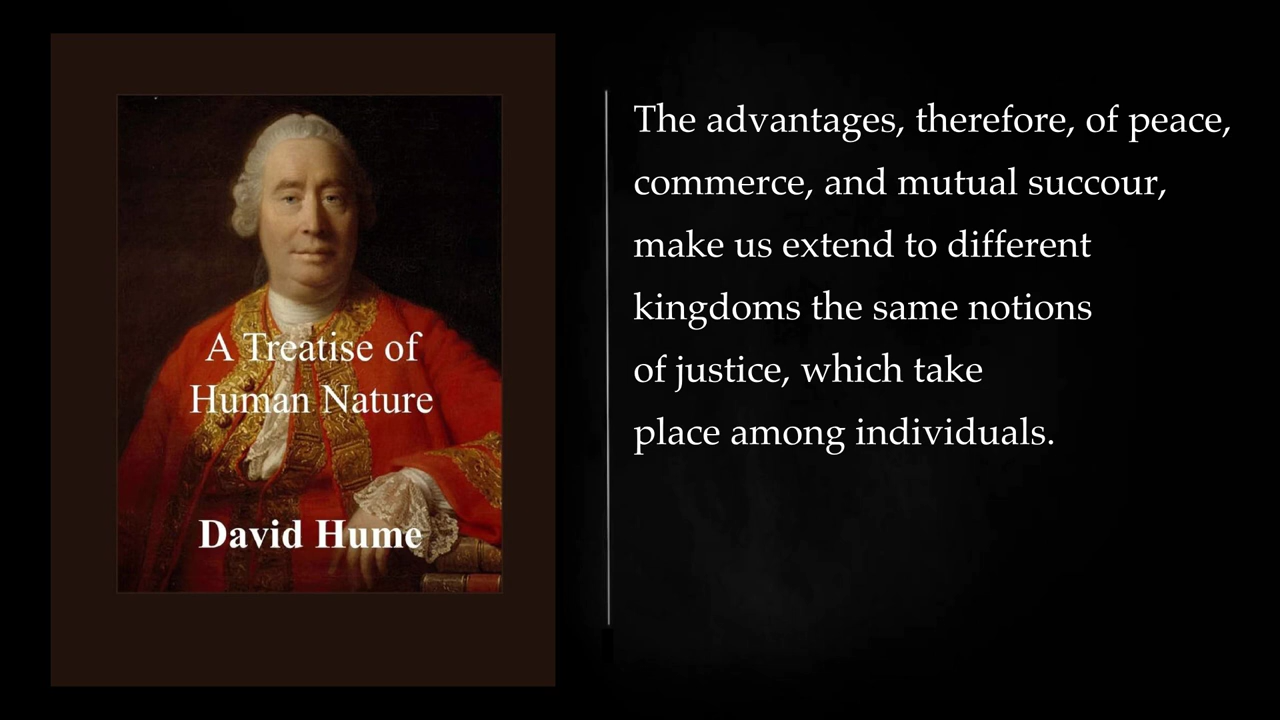 A Treatise of
Human Nature
David Hume
The advantages, therefore, of peace,
commerce, and mutual succour,
make us extend to different
kingdoms the same notions
of justice, which take
place among individuals.